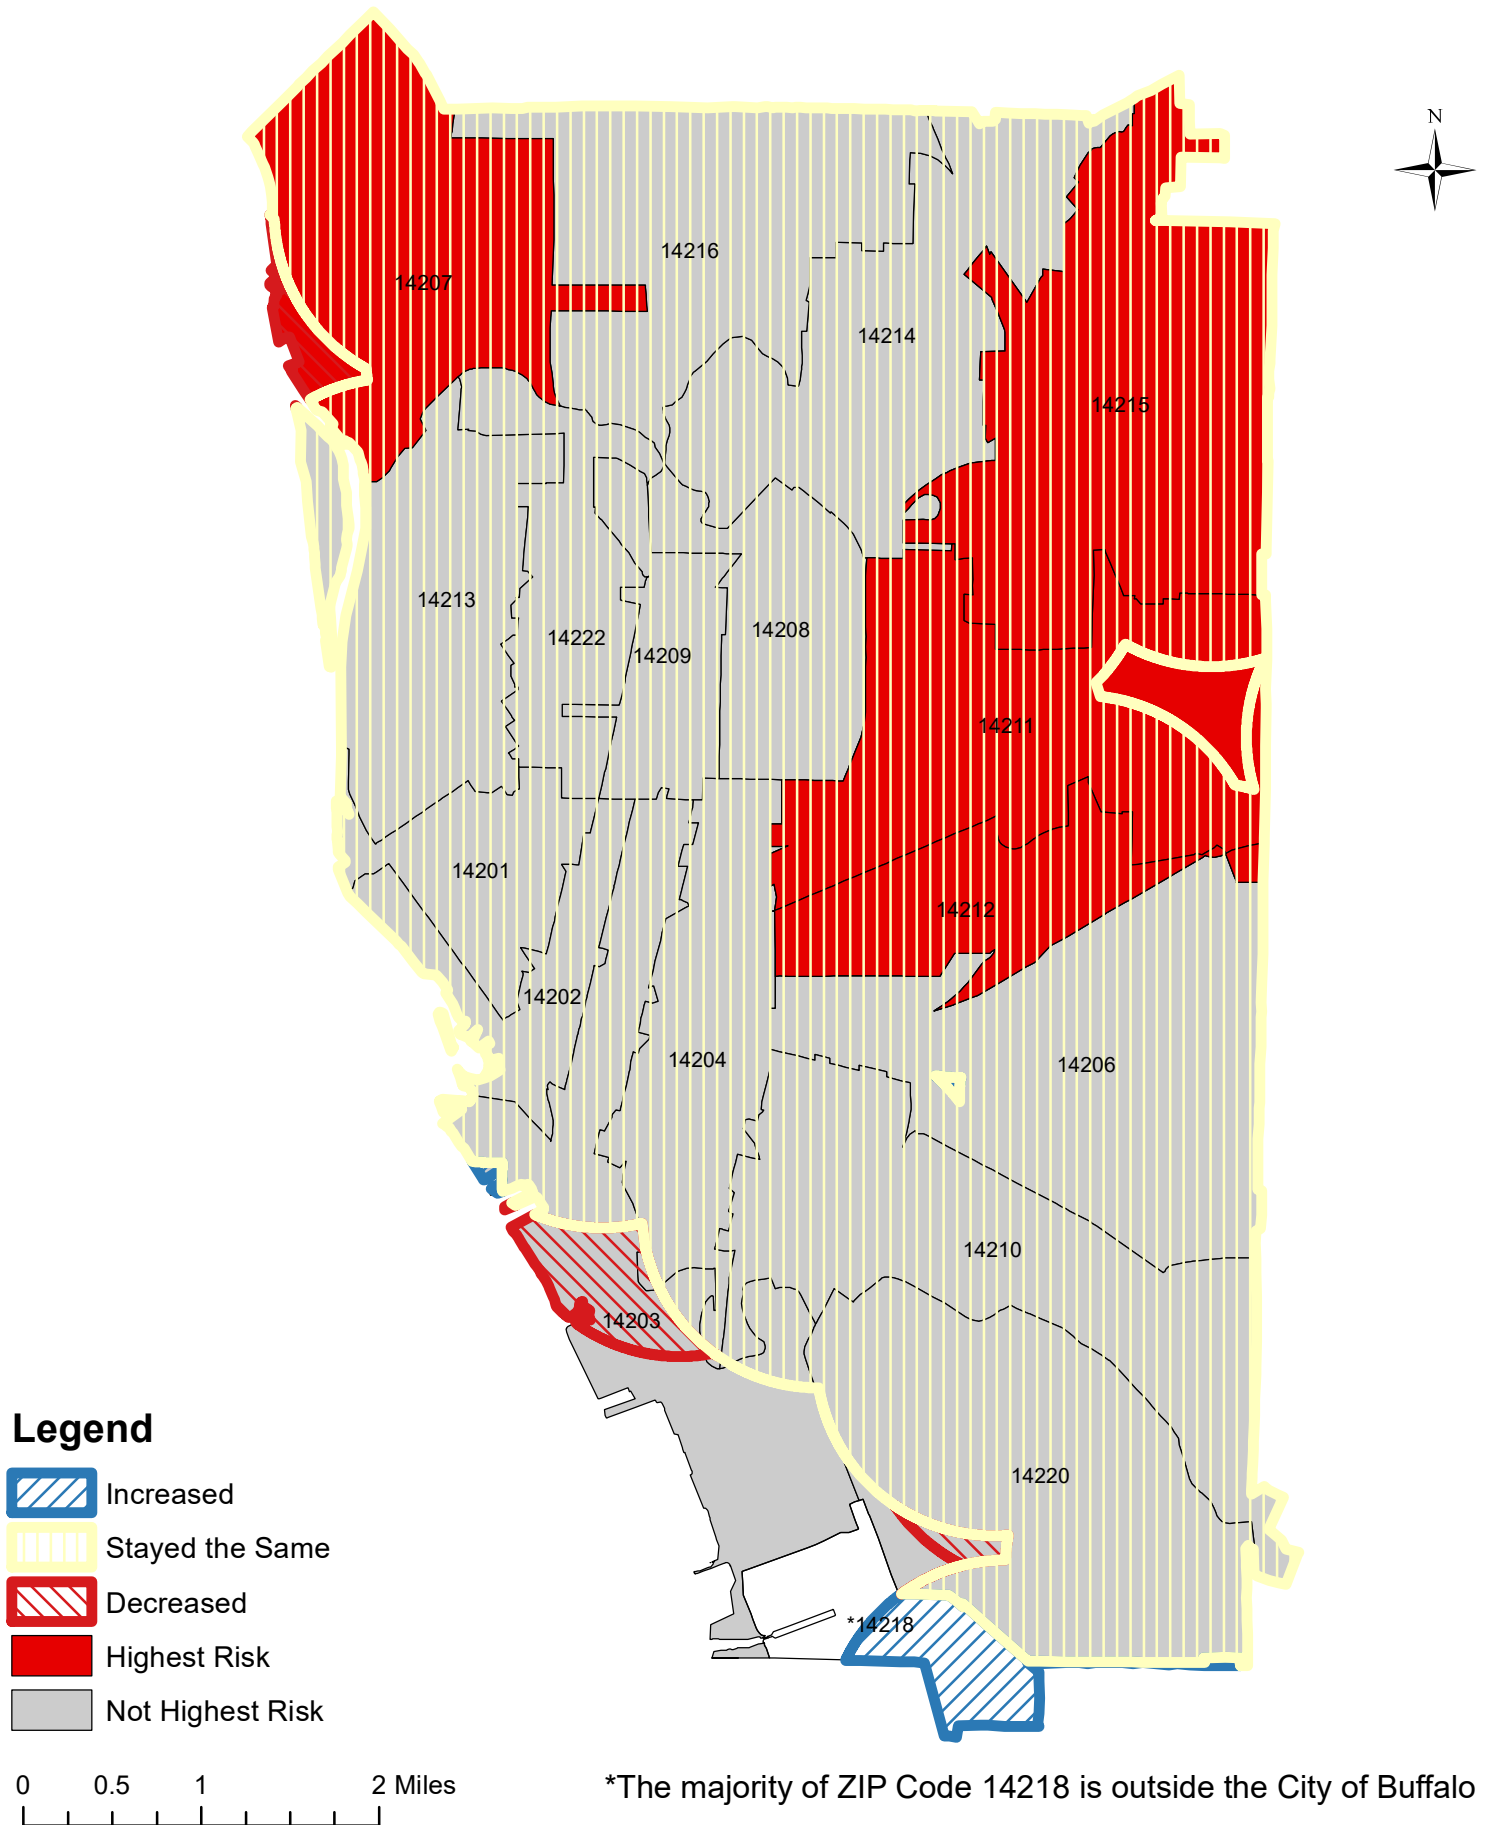 N
14216
14207
14214
14215
14213
14222
14208
14209
14211
14201
14212
14202
14204
14206
14210
14203
14220
*14218
Legend
Increased
Stayed the Same
Decreased
Highest Risk
Not Highest Risk
0 0.5 1 2 Miles
*The majority of ZIP Code 14218 is outside the City of Buffalo